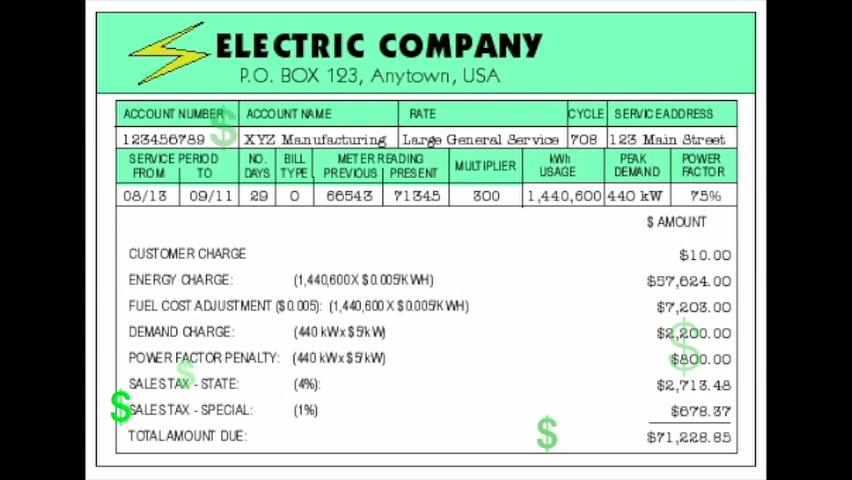 ELECTRIC COMPANY
P.O. BOX 123, Anytown, USA
ACCOUNT NUMBER ACCOUNT NAME RATE CYCLE SERVICE ADDRESS
123456789 XYZ Manufacturing Large General Service 708 123 Main Street
SERVICE PERIOD NO. BILL METER READING MULTIPLIER kWh PEAK POWER
FROM TO DAYS TYPE PREVIOUS PRESENT USAGE DEMAND FACTOR
08/13 09/11 29 0 66543 71345 300 1,440,600 440 kW 75%
$ AMOUNT
CUSTOMER CHARGE $10.00
ENERGY CHARGE: (1,440,600 X $0.005/KWH) $57,624.00
FUEL COST ADJUSTMENT ($0.005): (1,440,600 X $0.005/KWH) $7,203.00
DEMAND CHARGE: (440 kW x $5/kW) $2,200.00
POWER FACTOR PENALTY: (440 kW x $5/kW) $800.00
SALES TAX - STATE: (4%): $2,713.48
SALES TAX - SPECIAL: (1%) $678.37
TOTAL AMOUNT DUE: $71,228.85
$
$
$
$
$